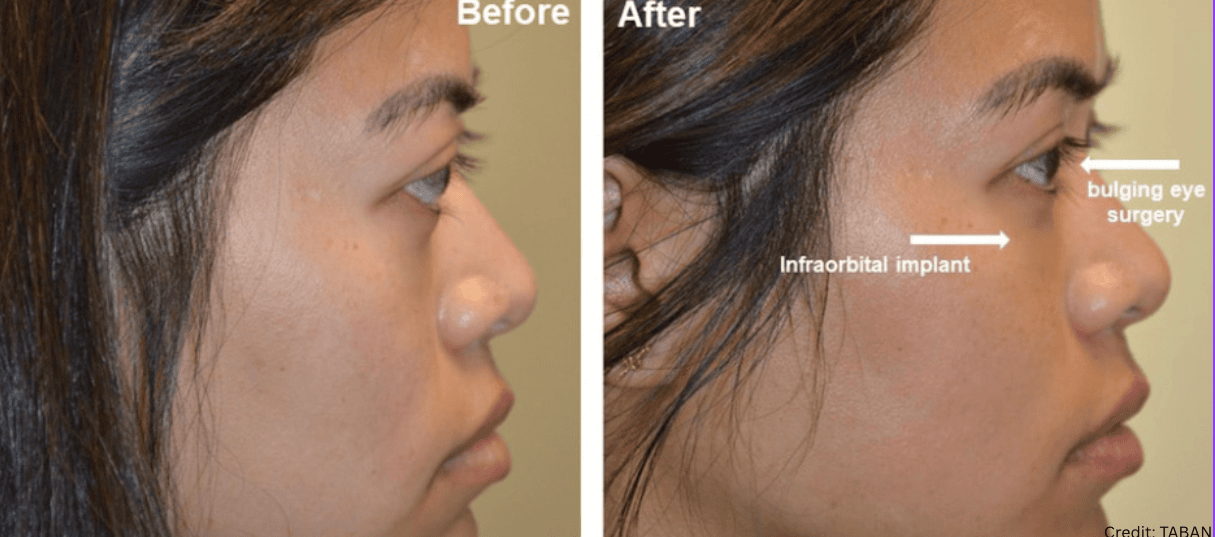 Before
After
bulging eye
surgery
Infraorbital implant
Credit: TABAN